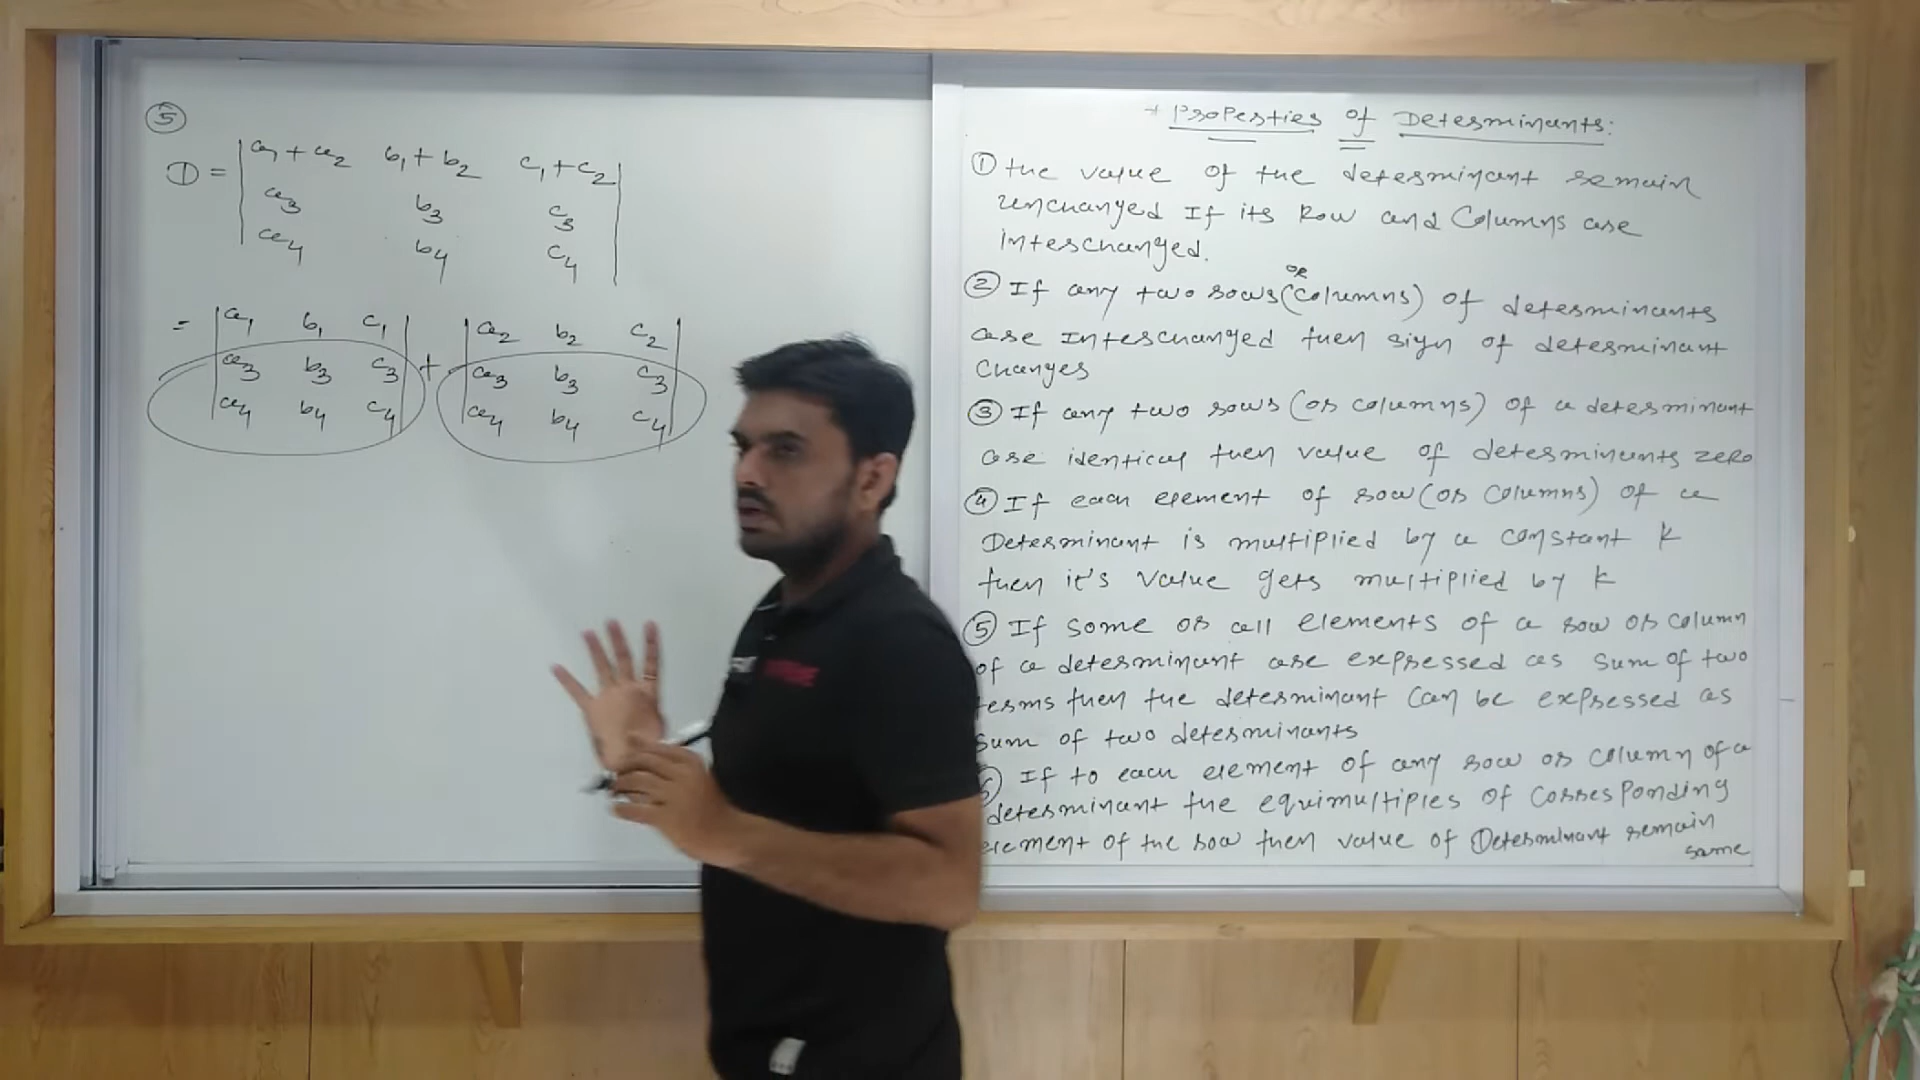 ⑤
D = | a₁ + a₂ b₁ + b₂ c₁ + c₂ |
a₃ b₃ c₃
a₄ b₄ c₄
= | a₁ b₁ c₁ | + | a₂ b₂ c₂ |
a₃ b₃ c₃ a₃ b₃ c₃
a₄ b₄ c₄ a₄ b₄ c₄
Properties of Determinants:
① the value of the determinant remain
unchanged If its Row and Columns are
interchanged.
② If any two rows (or columns) of determinants
are Interchanged then sign of determinant
Changes
③ If any two rows (or columns) of a determinant
are identical then value of determinants zero
④ If each element of row (or columns) of a
Determinant is multiplied by a constant k
then it's value gets multiplied by k
⑤ If some or all elements of a row or column
of a determinant are expressed as sum of two
terms then the determinant can be expressed as
sum of two determinants
⑥ If to each element of any row or column of a
determinant the equimultiples of corresponding
element of the row then value of Determinant remain
same